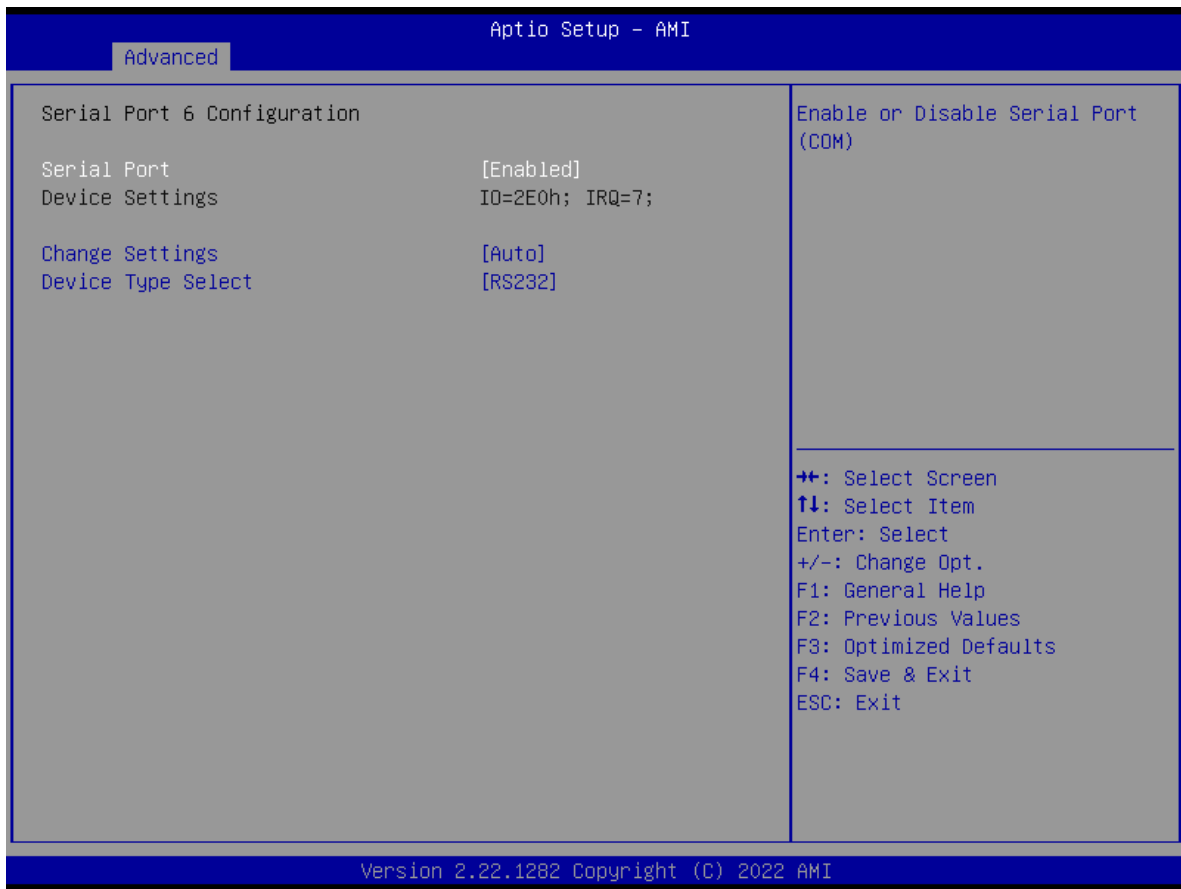 Aptio Setup – AMI
Advanced
Serial Port 6 Configuration
Serial Port [Enabled]
Device Settings IO=2E0h; IRQ=7;
Change Settings [Auto]
Device Type Select [RS232]
Enable or Disable Serial Port
(COM)
→←: Select Screen
↑↓: Select Item
Enter: Select
+/-: Change Opt.
F1: General Help
F2: Previous Values
F3: Optimized Defaults
F4: Save & Exit
ESC: Exit
Version 2.22.1282 Copyright (C) 2022 AMI